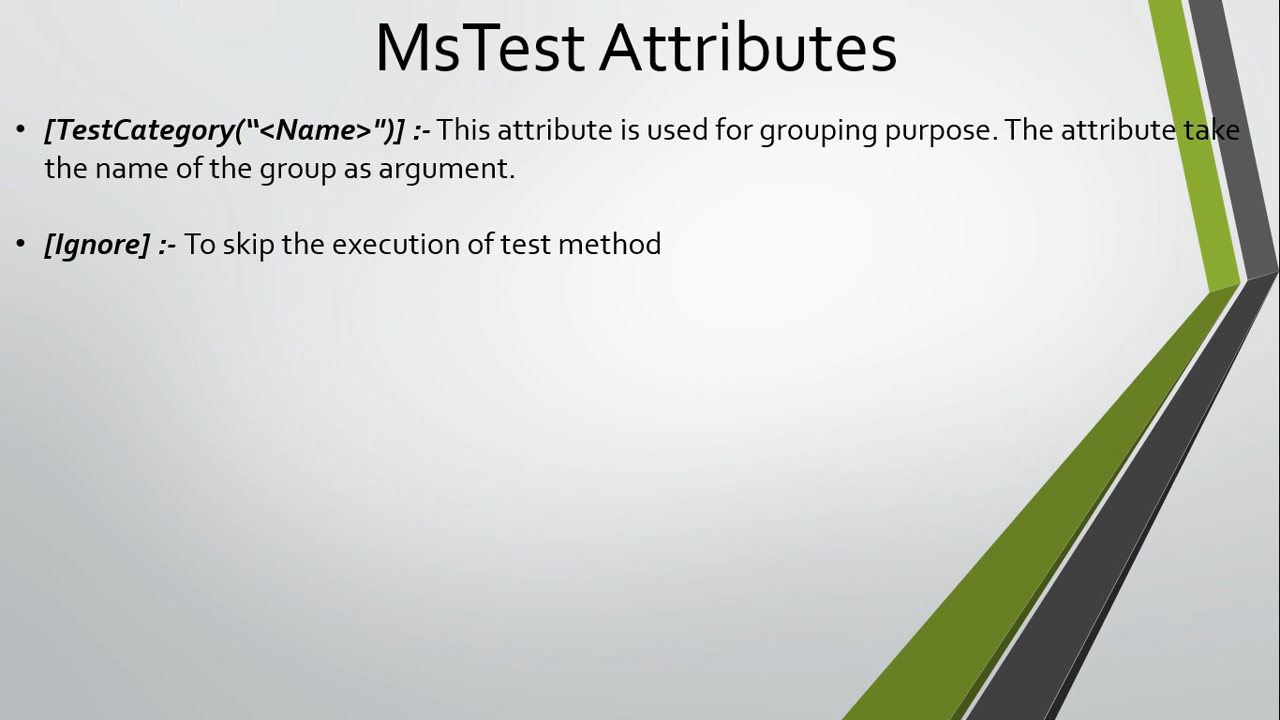 MsTest Attributes
• [TestCategory(“<Name>")] :- This attribute is used for grouping purpose. The attribute take
the name of the group as argument.
• [Ignore] :- To skip the execution of test method